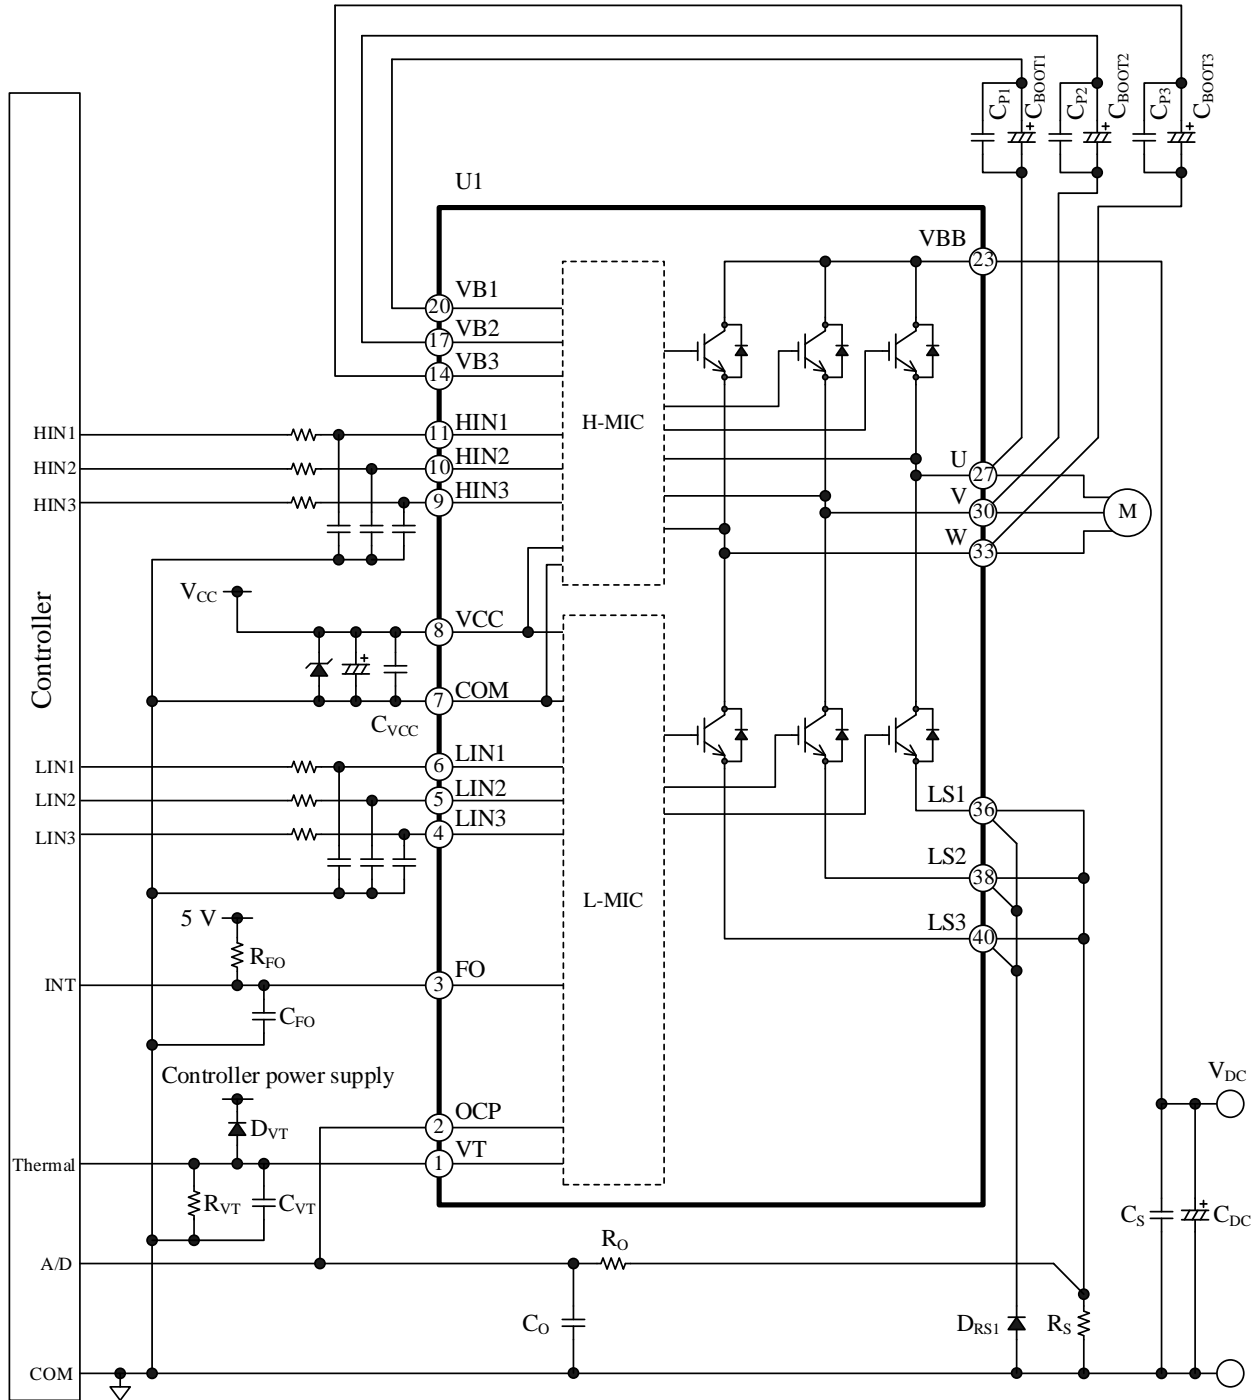 C_P1
C_BOOT1
C_P2
C_BOOT2
C_P3
C_BOOT3
U1
VBB
23
20
VB1
17
VB2
14
VB3
H-MIC
HIN1
11
HIN1
HIN2
10
HIN2
HIN3
9
HIN3
U
27
V
30
W
33
M
V_CC
8
VCC
7
COM
C_VCC
Controller
LIN1
6
LIN1
LIN2
5
LIN2
LIN3
4
LIN3
LS1
36
LS2
38
LS3
40
L-MIC
5 V
R_FO
INT
3
FO
C_FO
Controller power supply
D_VT
2
OCP
Thermal
1
VT
R_VT
C_VT
V_DC
C_S
C_DC
A/D
R_O
C_O
D_RS1
R_S
COM